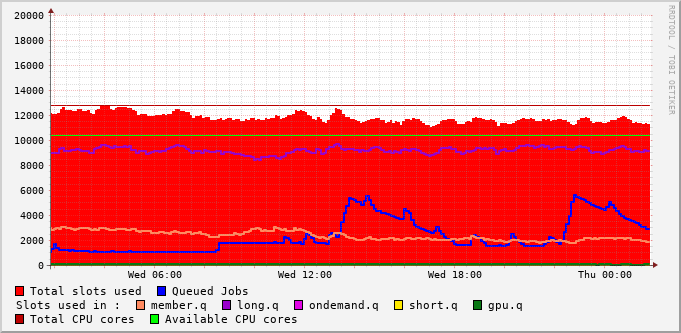 20000
18000
16000
14000
12000
10000
8000
6000
4000
2000
0
Wed 06:00 Wed 12:00 Wed 18:00 Thu 00:00
RRDTOOL / TOBI OETIKER
Total slots used Queued Jobs
Slots used in : member.q long.q ondemand.q short.q gpu.q
Total CPU cores Available CPU cores